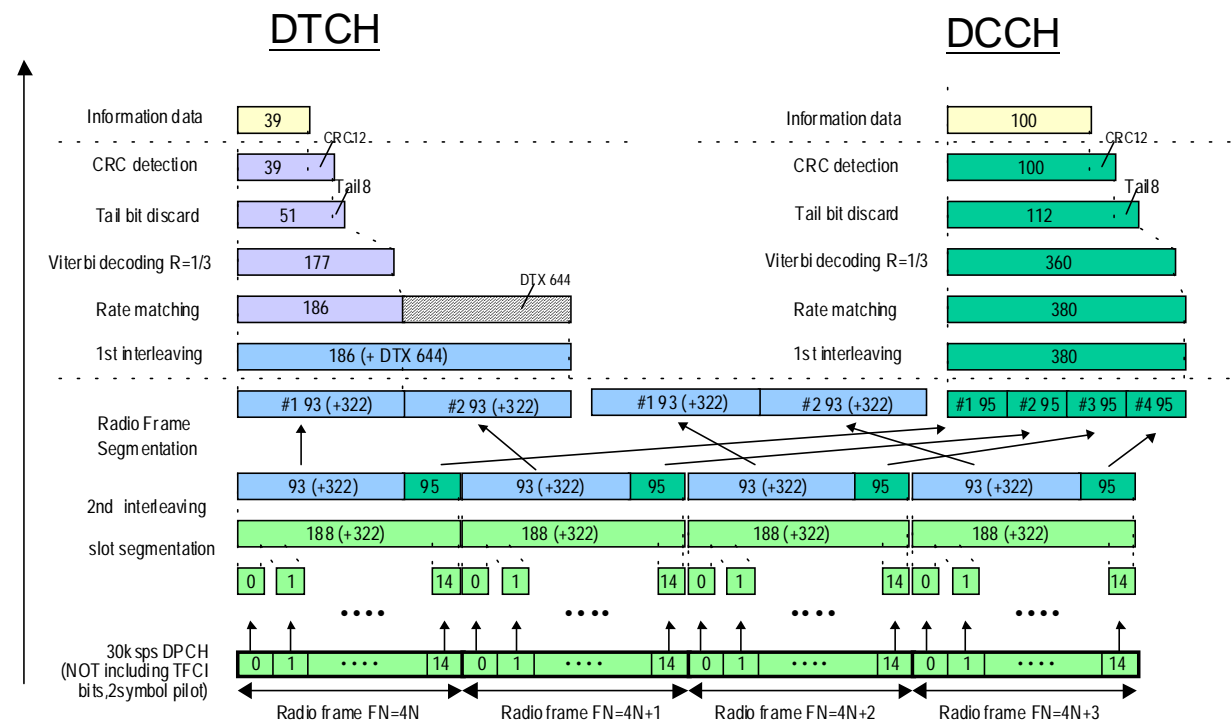 DTCH
DCCH
Information data
39
Information data
100
CRC12
CRC12
CRC detection
39
CRC detection
100
Tail8
Tail8
Tail bit discard
51
Tail bit discard
112
Viterbi decoding R=1/3
177
Viterbi decoding R=1/3
360
DTX 644
Rate matching
186
Rate matching
380
1st interleaving
186 (+ DTX 644)
1st interleaving
380
Radio Frame
Segmentation
#1 93 (+322)
#2 93 (+322)
#1 93 (+322)
#2 93 (+322)
#1 95
#2 95
#3 95
#4 95
93 (+322)
95
93 (+322)
95
93 (+322)
95
93 (+322)
95
2nd interleaving
188 (+322)
188 (+322)
188 (+322)
188 (+322)
slot segmentation
0
1
14
0
1
14
0
1
14
0
1
14
• • • •
• • • •
• • • •
• • • •
30k sps DPCH
(NOT including TFCI
bits,2symbol pilot)
0
1
• • • •
14
0
1
• • • •
14
0
1
• • • •
14
0
1
• • • •
14
Radio frame FN=4N
Radio frame FN=4N+1
Radio frame FN=4N+2
Radio frame FN=4N+3